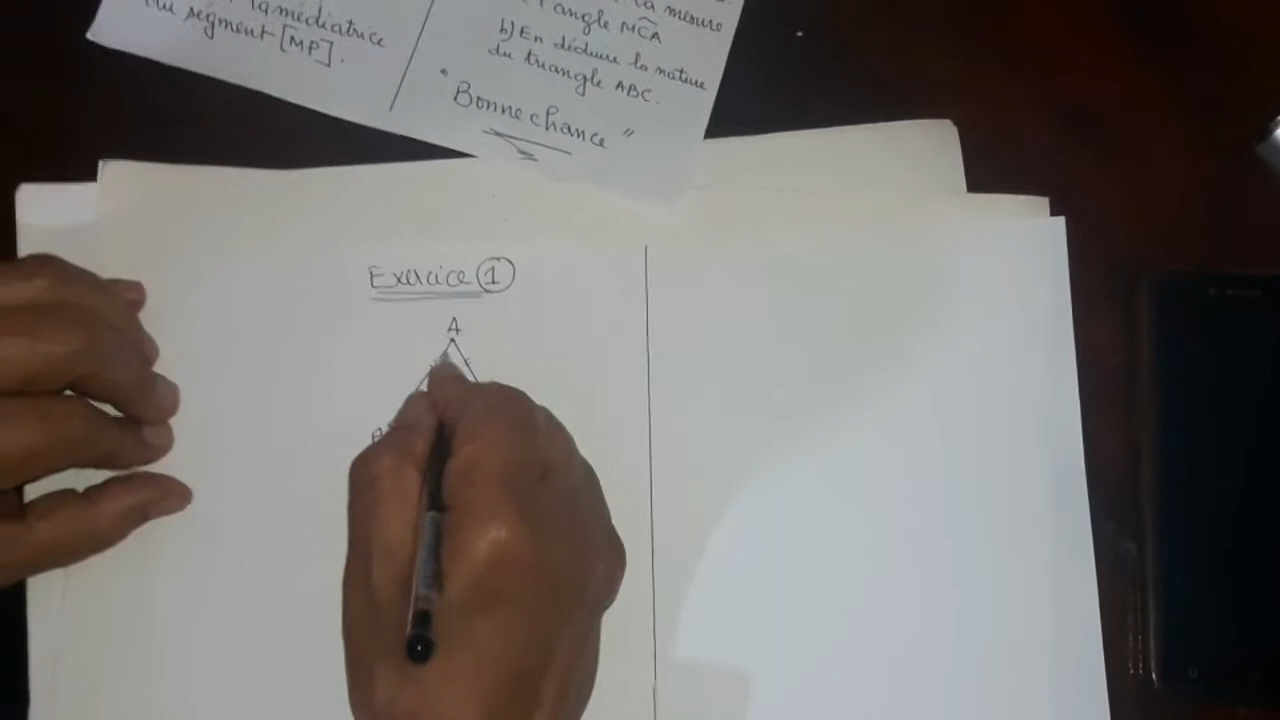 la médiatrice
du segment [MP].
la mesure
l'angle MĈA
b) En déduire la nature
du triangle ABC.
"Bonne chance"
Exercice 1
A
B